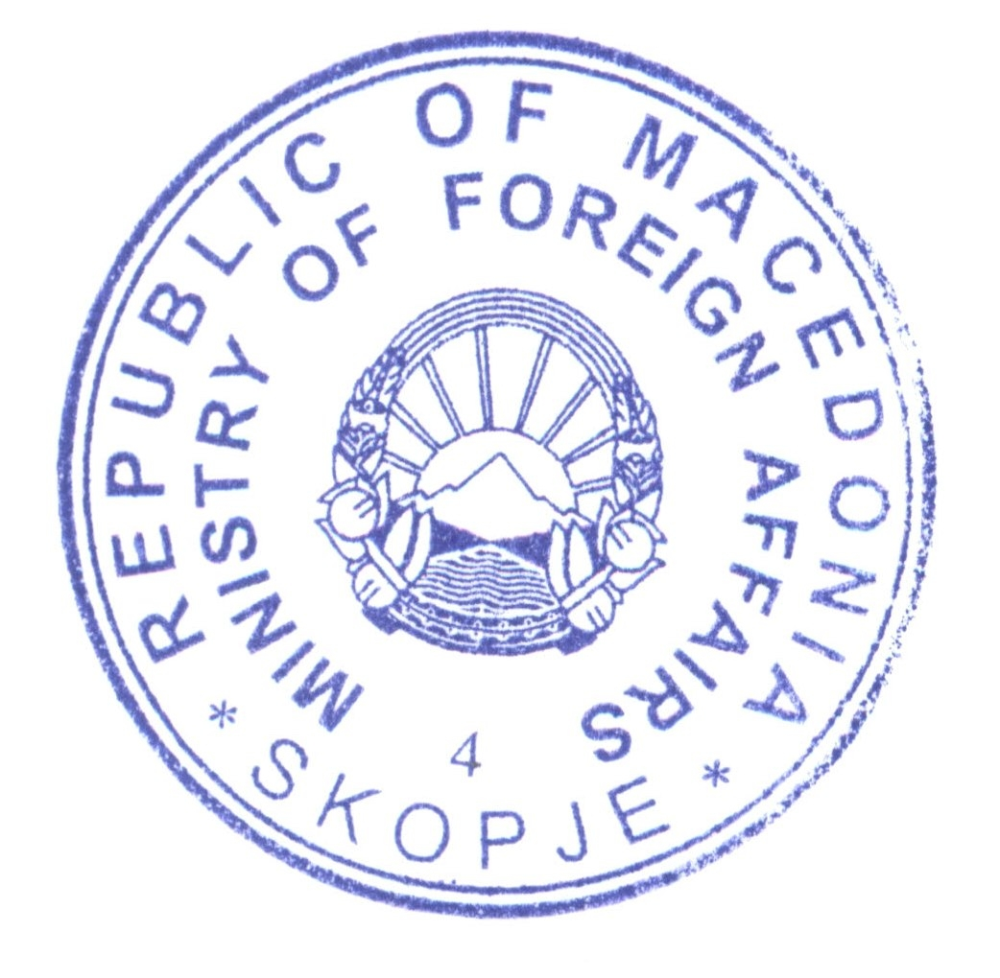 REPUBLIC OF MACEDONIA
MINISTRY OF FOREIGN AFFAIRS
4
* SKOPJE *